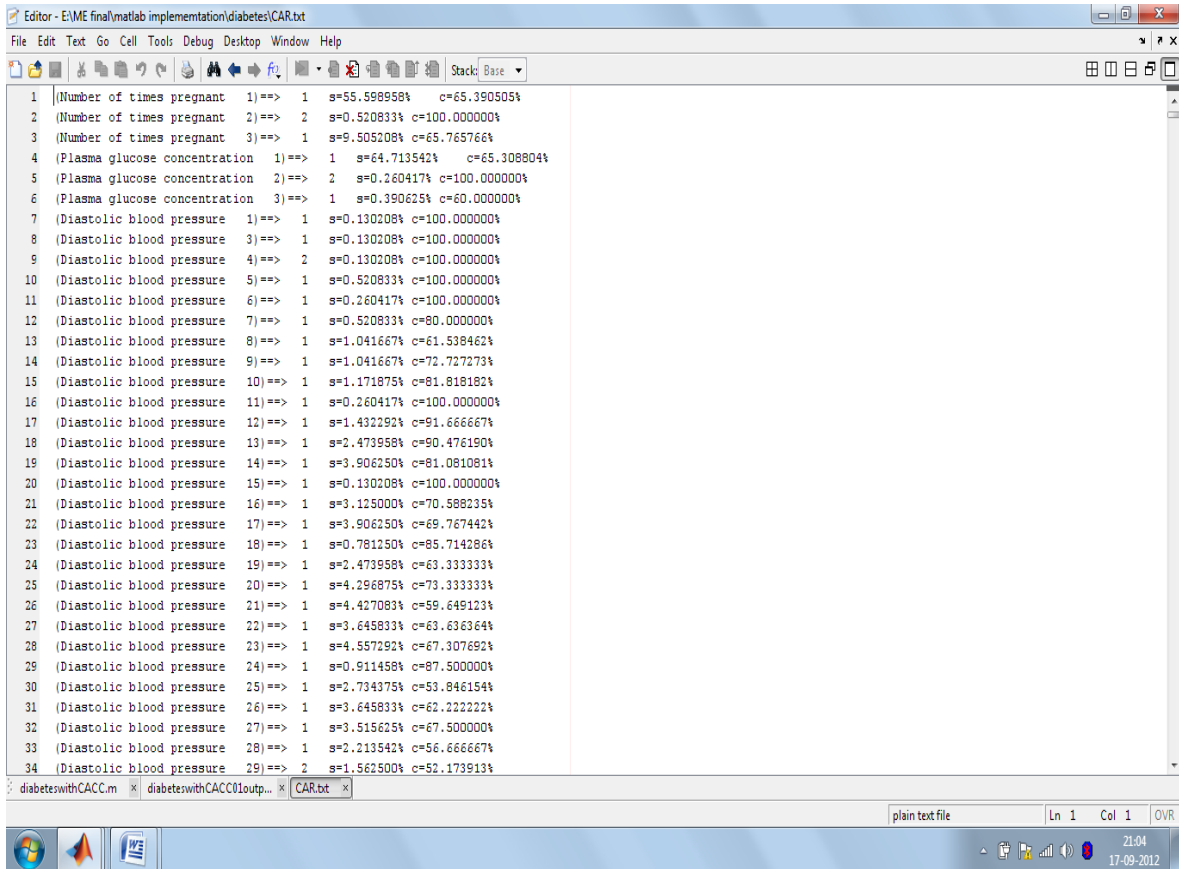 Editor - E:\ME final\matlab implememtation\diabetes\CAR.txt
File Edit Text Go Cell Tools Debug Desktop Window Help
Stack: Base
1 (Number of times pregnant 1)==> 1 s=55.598958% c=65.390505%
2 (Number of times pregnant 2)==> 2 s=0.520833% c=100.000000%
3 (Number of times pregnant 3)==> 1 s=9.505208% c=65.765766%
4 (Plasma glucose concentration 1)==> 1 s=64.713542% c=65.308804%
5 (Plasma glucose concentration 2)==> 2 s=0.260417% c=100.000000%
6 (Plasma glucose concentration 3)==> 1 s=0.390625% c=60.000000%
7 (Diastolic blood pressure 1)==> 1 s=0.130208% c=100.000000%
8 (Diastolic blood pressure 3)==> 1 s=0.130208% c=100.000000%
9 (Diastolic blood pressure 4)==> 2 s=0.130208% c=100.000000%
10 (Diastolic blood pressure 5)==> 1 s=0.520833% c=100.000000%
11 (Diastolic blood pressure 6)==> 1 s=0.260417% c=100.000000%
12 (Diastolic blood pressure 7)==> 1 s=0.520833% c=80.000000%
13 (Diastolic blood pressure 8)==> 1 s=1.041667% c=61.538462%
14 (Diastolic blood pressure 9)==> 1 s=1.041667% c=72.727273%
15 (Diastolic blood pressure 10)==> 1 s=1.171875% c=81.818182%
16 (Diastolic blood pressure 11)==> 1 s=0.260417% c=100.000000%
17 (Diastolic blood pressure 12)==> 1 s=1.432292% c=91.666667%
18 (Diastolic blood pressure 13)==> 1 s=2.473958% c=90.476190%
19 (Diastolic blood pressure 14)==> 1 s=3.906250% c=81.081081%
20 (Diastolic blood pressure 15)==> 1 s=0.130208% c=100.000000%
21 (Diastolic blood pressure 16)==> 1 s=3.125000% c=70.588235%
22 (Diastolic blood pressure 17)==> 1 s=3.906250% c=69.767442%
23 (Diastolic blood pressure 18)==> 1 s=0.781250% c=85.714286%
24 (Diastolic blood pressure 19)==> 1 s=2.473958% c=63.333333%
25 (Diastolic blood pressure 20)==> 1 s=4.296875% c=73.333333%
26 (Diastolic blood pressure 21)==> 1 s=4.427083% c=59.649123%
27 (Diastolic blood pressure 22)==> 1 s=3.645833% c=63.636364%
28 (Diastolic blood pressure 23)==> 1 s=4.557292% c=67.307692%
29 (Diastolic blood pressure 24)==> 1 s=0.911458% c=87.500000%
30 (Diastolic blood pressure 25)==> 1 s=2.734375% c=53.846154%
31 (Diastolic blood pressure 26)==> 1 s=3.645833% c=62.222222%
32 (Diastolic blood pressure 27)==> 1 s=3.515625% c=67.500000%
33 (Diastolic blood pressure 28)==> 1 s=2.213542% c=56.666667%
34 (Diastolic blood pressure 29)==> 2 s=1.562500% c=52.173913%
diabeteswithCACC.m x diabeteswithCACC01outp... x CAR.txt x
plain text file Ln 1 Col 1 OVR
21:04
17-09-2012